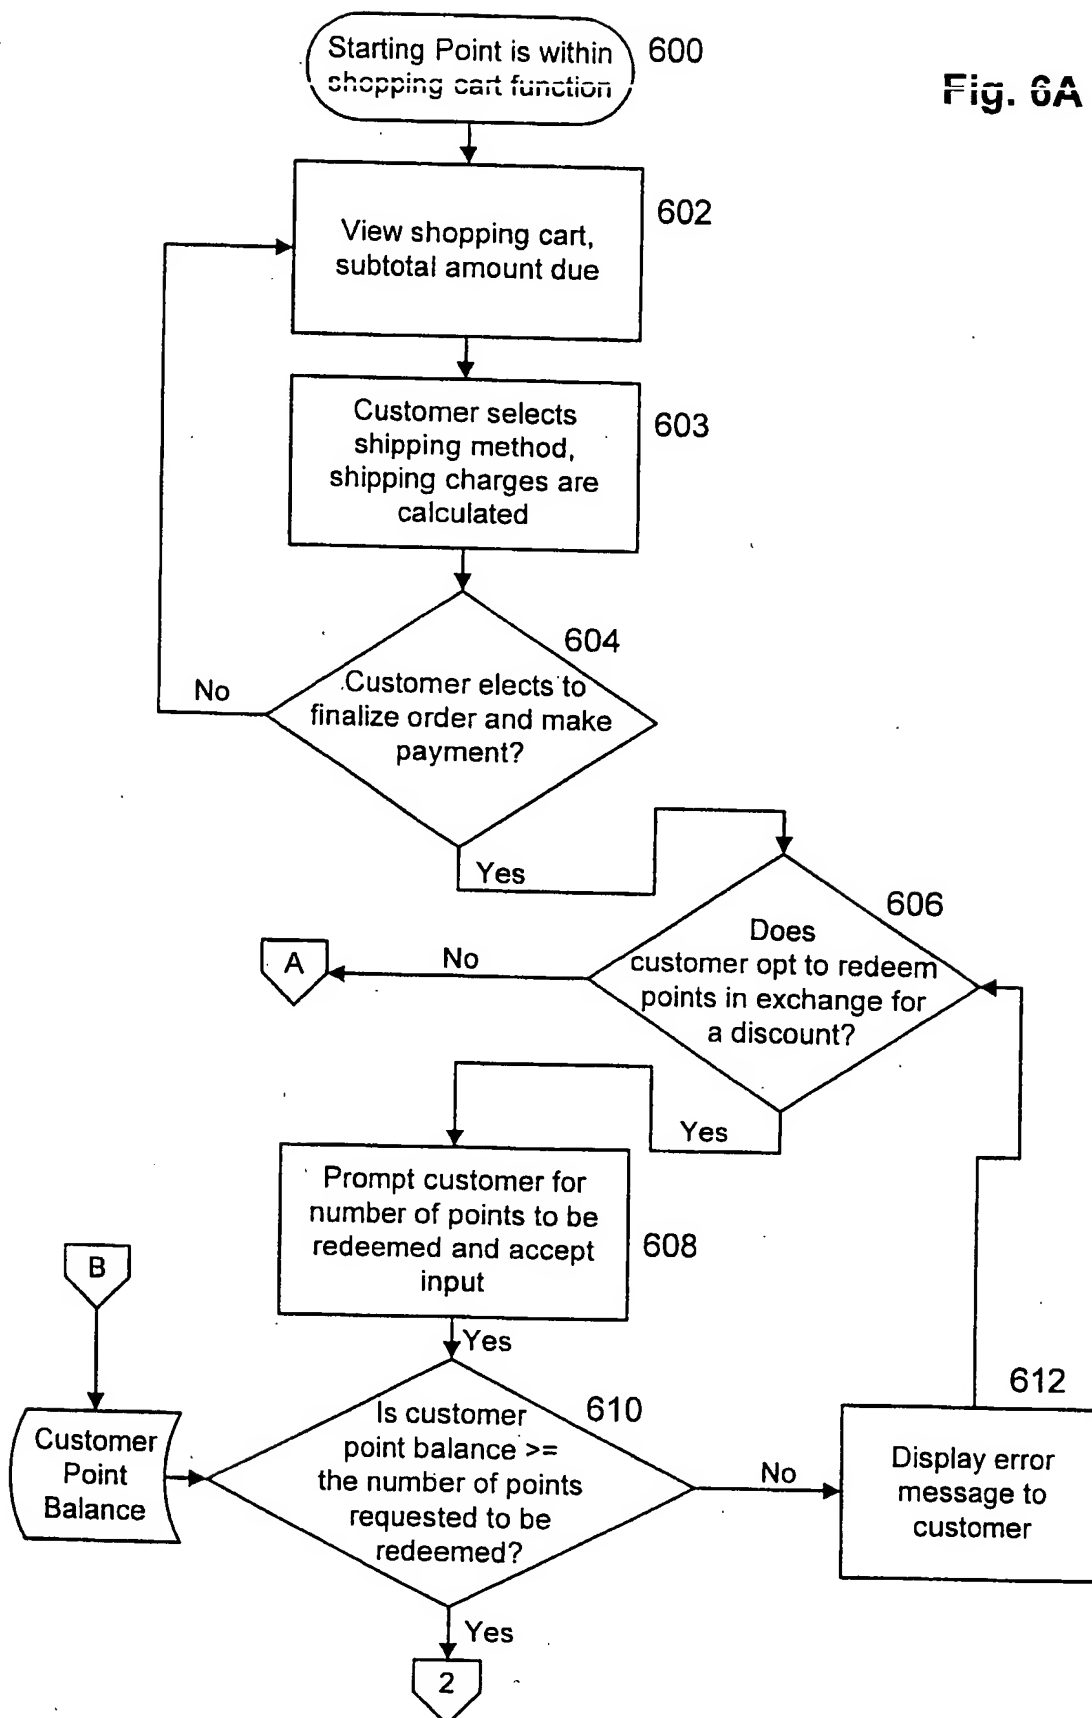 Starting Point is within
shopping cart function
600
Fig. 6A
View shopping cart,
subtotal amount due
602
Customer selects
shipping method,
shipping charges are
calculated
603
604
Customer elects to
finalize order and make
payment?
No
Yes
606
Does
customer opt to redeem
points in exchange for
a discount?
No
A
Yes
Prompt customer for
number of points to be
redeemed and accept
input
608
B
Yes
Customer
Point
Balance
610
Is customer
point balance >=
the number of points
requested to be
redeemed?
No
612
Display error
message to
customer
Yes
2